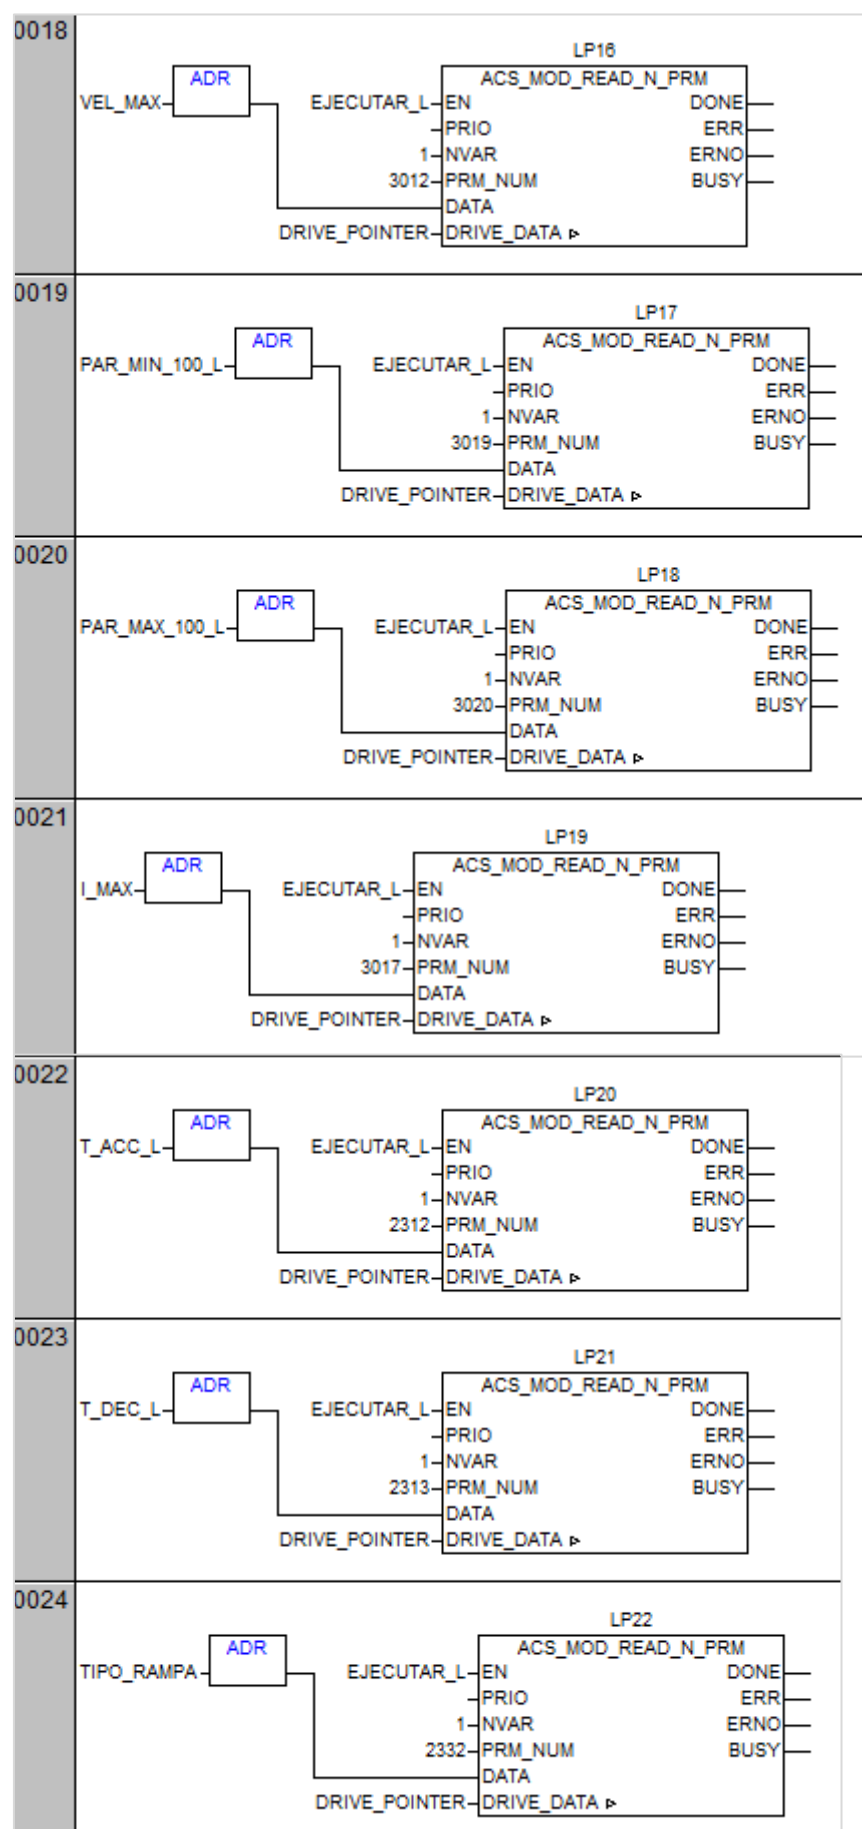 0018
LP16
ADR ACS_MOD_READ_N_PRM
VEL_MAX EJECUTAR_L EN DONE
PRIO ERR
1 NVAR ERNO
3012 PRM_NUM BUSY
DATA
DRIVE_POINTER DRIVE_DATA
0019
LP17
ADR ACS_MOD_READ_N_PRM
PAR_MIN_100_L EJECUTAR_L EN DONE
PRIO ERR
1 NVAR ERNO
3019 PRM_NUM BUSY
DATA
DRIVE_POINTER DRIVE_DATA
0020
LP18
ADR ACS_MOD_READ_N_PRM
PAR_MAX_100_L EJECUTAR_L EN DONE
PRIO ERR
1 NVAR ERNO
3020 PRM_NUM BUSY
DATA
DRIVE_POINTER DRIVE_DATA
0021
LP19
ADR ACS_MOD_READ_N_PRM
I_MAX EJECUTAR_L EN DONE
PRIO ERR
1 NVAR ERNO
3017 PRM_NUM BUSY
DATA
DRIVE_POINTER DRIVE_DATA
0022
LP20
ADR ACS_MOD_READ_N_PRM
T_ACC_L EJECUTAR_L EN DONE
PRIO ERR
1 NVAR ERNO
2312 PRM_NUM BUSY
DATA
DRIVE_POINTER DRIVE_DATA
0023
LP21
ADR ACS_MOD_READ_N_PRM
T_DEC_L EJECUTAR_L EN DONE
PRIO ERR
1 NVAR ERNO
2313 PRM_NUM BUSY
DATA
DRIVE_POINTER DRIVE_DATA
0024
LP22
ADR ACS_MOD_READ_N_PRM
TIPO_RAMPA EJECUTAR_L EN DONE
PRIO ERR
1 NVAR ERNO
2332 PRM_NUM BUSY
DATA
DRIVE_POINTER DRIVE_DATA